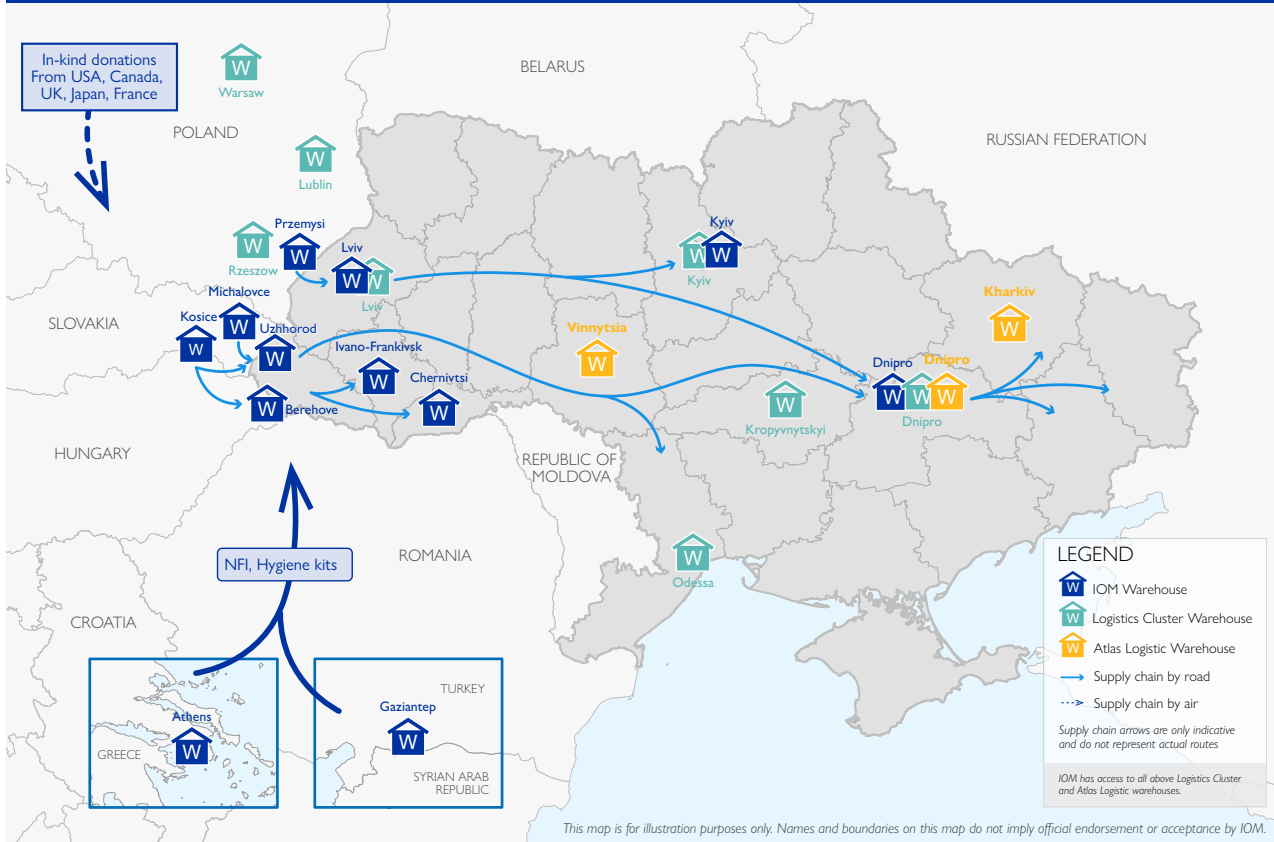 In-kind donations
From USA, Canada,
UK, Japan, France
W
Warsaw
BELARUS
POLAND
RUSSIAN FEDERATION
W
Lublin
Przemysi
W
Rzeszow
W
Lviv
W
W
Lviv
Kyiv
W
W
Kyiv
Michalovce
W
Kharkiv
W
SLOVAKIA
Kosice
W
Uzhhorod
W
Vinnytsia
W
Ivano-Frankivsk
W
Chernivtsi
W
Dnipro
Dnipro
W
W
W
Dnipro
W
Berehove
W
Kropyvnytskyi
HUNGARY
REPUBLIC OF
MOLDOVA
NFI, Hygiene kits
ROMANIA
W
Odessa
CROATIA
Athens
W
GREECE
TURKEY
Gaziantep
W
SYRIAN ARAB
REPUBLIC
LEGEND
W
IOM Warehouse
W
Logistics Cluster Warehouse
W
Atlas Logistic Warehouse
Supply chain by road
Supply chain by air
Supply chain arrows are only indicative
and do not represent actual routes
IOM has access to all above Logistics Cluster
and Atlas Logistic warehouses.
This map is for illustration purposes only. Names and boundaries on this map do not imply official endorsement or acceptance by IOM.